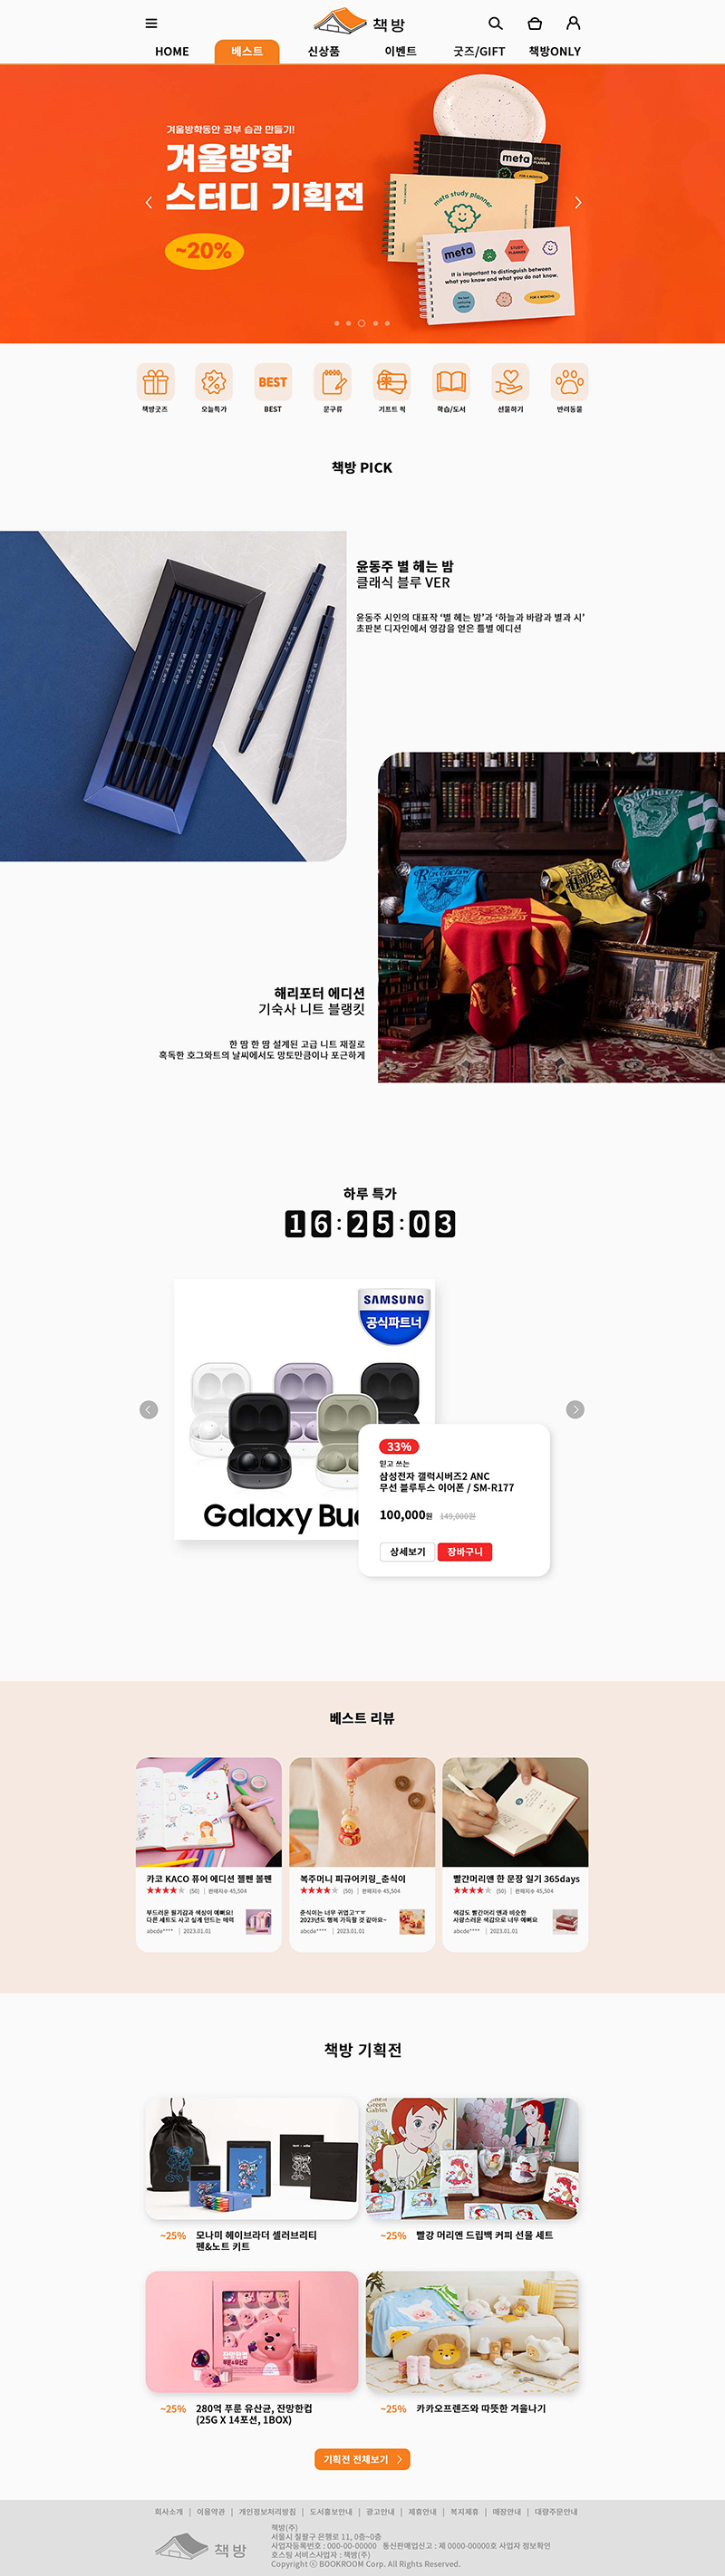 책방
HOME
베스트
신상품
이벤트
굿즈/GIFT
책방ONLY
겨울방학동안 공부 습관 만들기!
겨울방학
스터디 기획전
~20%
meta STUDY PLANNER
FOR 4 MONTHS
meta study planner
meta
STUDY PLANNER
It is important to distinguish between
what you know and what you do not know.
FOR 4 MONTHS
책방굿즈
오늘특가
BEST
BEST
문구류
기프트 픽
학습/도서
선물하기
반려동물
책방 PICK
윤동주 별 헤는 밤
클래식 블루 VER
윤동주 시인의 대표작 ‘별 헤는 밤’과 ‘하늘과 바람과 별과 시’
초판본 디자인에서 영감을 얻은 틀별 에디션
Slytherin
Ravenclaw
해리포터 에디션
기숙사 니트 블랭킷
한 땀 한 땀 설계된 고급 니트 재질로
혹독한 호그와트의 날씨에서도 망토만큼이나 포근하게
하루 특가
16:25:03
SAMSUNG
공식파트너
Galaxy Bu
33%
믿고 쓰는
삼성전자 갤럭시버즈2 ANC
무선 블루투스 이어폰 / SM-R177
100,000원 149,000원
상세보기
장바구니
베스트 리뷰
카코 KACO 퓨어 에디션 젤펜 볼펜
★★★★★ (50) | 판매지수 45,504
부드러운 필기감과 색상이 예뻐요!
다른 세트도 사고 싶게 만드는 매력
abcde**** | 2023.01.01
복주머니 피규어키링_춘식이
★★★★★ (50) | 판매지수 45,504
춘식이는 너무 귀엽고ㅜㅠ
2023년도 행복 가득할 것 같아요~
abcde**** | 2023.01.01
빨간머리앤 한 문장 일기 365days
★★★★★ (50) | 판매지수 45,504
색감도 빨간머리 앤과 비슷한
사랑스러운 색감으로 너무 예뻐요
abcde**** | 2023.01.01
책방 기획전
Green Gables
~25% 모나미 헤이브라더 셀러브리티
펜&노트 키트
~25% 빨강 머리앤 드립백 커피 선물 세트
~25% 280억 푸룬 유산균, 잔망한컵
(25G X 14포션, 1BOX)
~25% 카카오프렌즈와 따뜻한 겨울나기
기획전 전체보기
회사소개 | 이용약관 | 개인정보처리방침 | 도서홍보안내 | 광고안내 | 제휴안내 | 복지제휴 | 매장안내 | 대량주문안내
책방
책방(주)
서울시 칠팔구 은행로 11, 0층~0층
사업자등록번호 : 000-00-00000 통신판매업신고 : 제 0000-00000호 사업자 정보확인
호스팅 서비스사업자 : 책방(주)
Copyright ⓒ BOOKROOM Corp. All Rights Reserved.